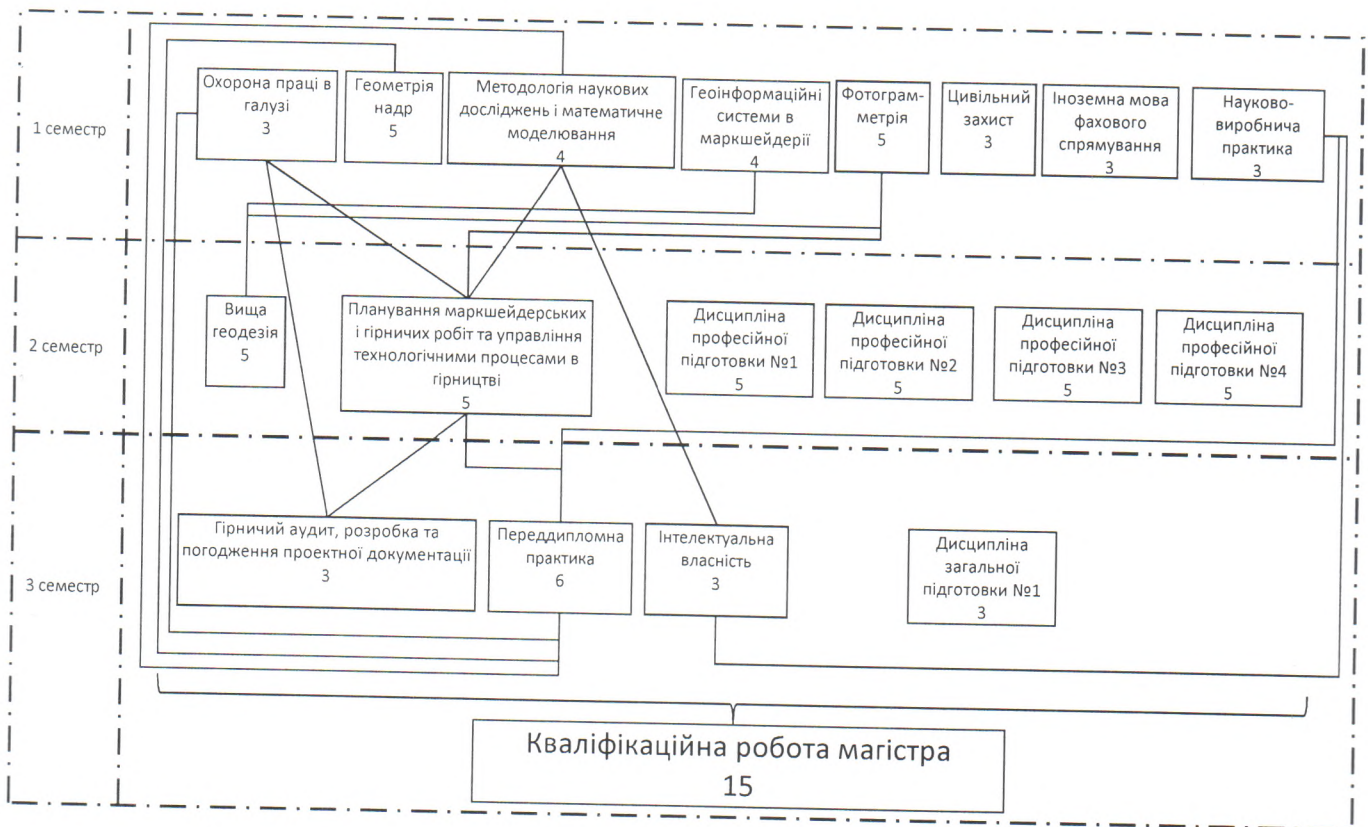 1 семестр
Охорона праці в
галузі
3
Геометрія
надр
5
Методологія наукових
досліджень і математичне
моделювання
4
Геоінформаційні
системи в
маркшейдерії
4
Фотограм-
метрія
5
Цивільний
захист
3
Іноземна мова
фахового
спрямування
3
Науково-
виробнича
практика
3
2 семестр
Вища
геодезія
5
Планування маркшейдерських
і гірничих робіт та управління
технологічними процесами в
гірництві
5
Дисципліна
професійної
підготовки №1
5
Дисципліна
професійної
підготовки №2
5
Дисципліна
професійної
підготовки №3
5
Дисципліна
професійної
підготовки №4
5
3 семестр
Гірничий аудит, розробка та
погодження проектної документації
3
Переддипломна
практика
6
Інтелектуальна
власність
3
Дисципліна
загальної
підготовки №1
3
Кваліфікаційна робота магістра
15